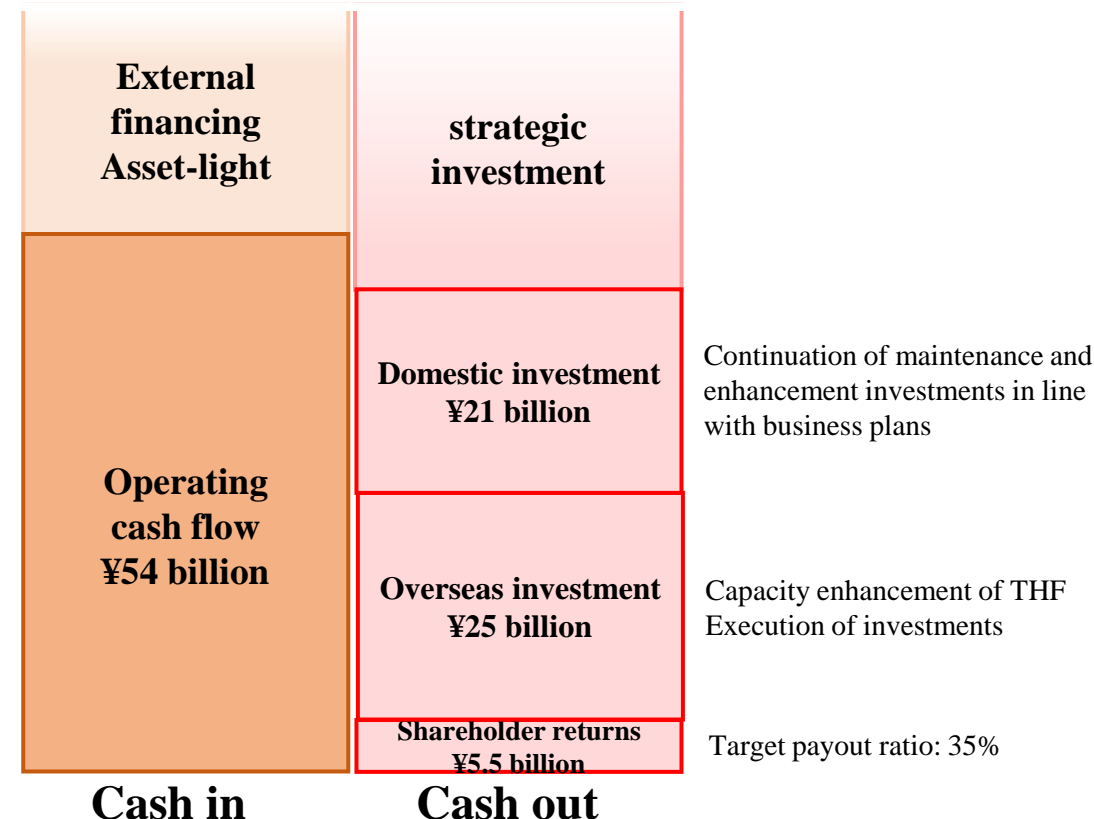 External
financing
Asset-light
strategic
investment
Domestic investment
¥21 billion
Continuation of maintenance and
enhancement investments in line
with business plans
Operating
cash flow
¥54 billion
Overseas investment
¥25 billion
Capacity enhancement of THF
Execution of investments
Shareholder returns
¥5.5 billion
Target payout ratio: 35%
Cash in
Cash out